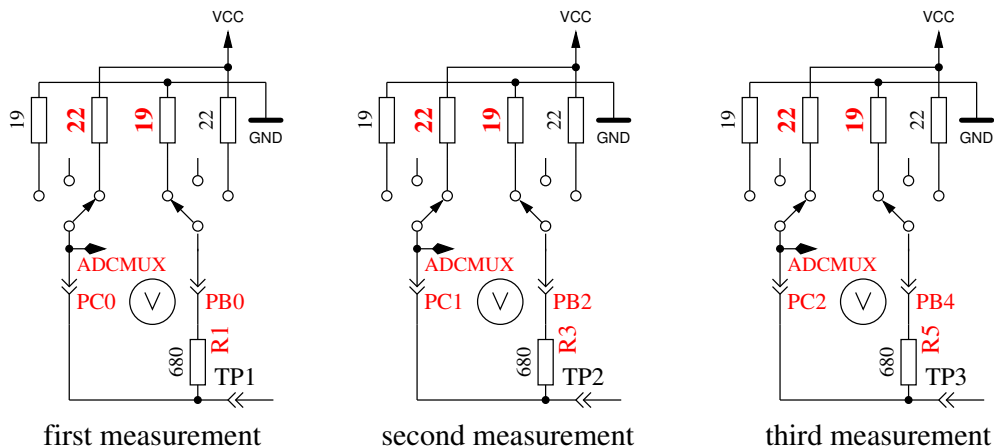 VCC
19
22
19
22
GND
ADCMUX
PC0
V
PB0
680
R1
TP1
first measurement
VCC
19
22
19
22
GND
ADCMUX
PC1
V
PB2
680
R3
TP2
second measurement
VCC
19
22
19
22
GND
ADCMUX
PC2
V
PB4
680
R5
TP3
third measurement